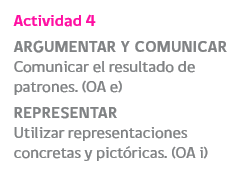 Actividad 4
ARGUMENTAR Y COMUNICAR
Comunicar el resultado de
patrones. (OA e)
REPRESENTAR
Utilizar representaciones
concretas y pictóricas. (OA i)